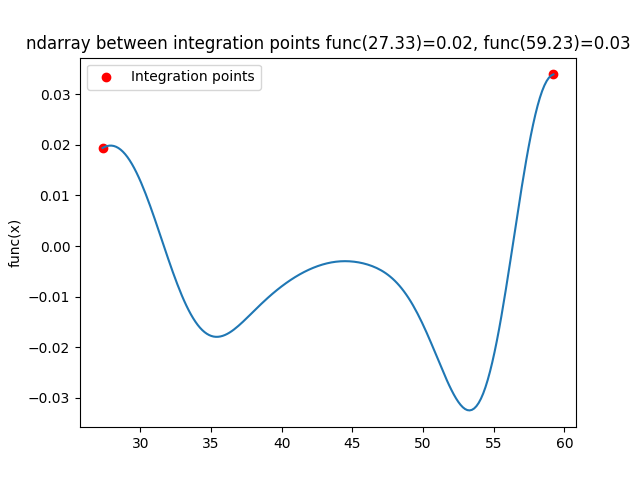 ndarray between integration points func(27.33)=0.02, func(59.23)=0.03
Integration points
func(x)
0.03
0.02
0.01
0.00
−0.01
−0.02
−0.03
30 35 40 45 50 55 60